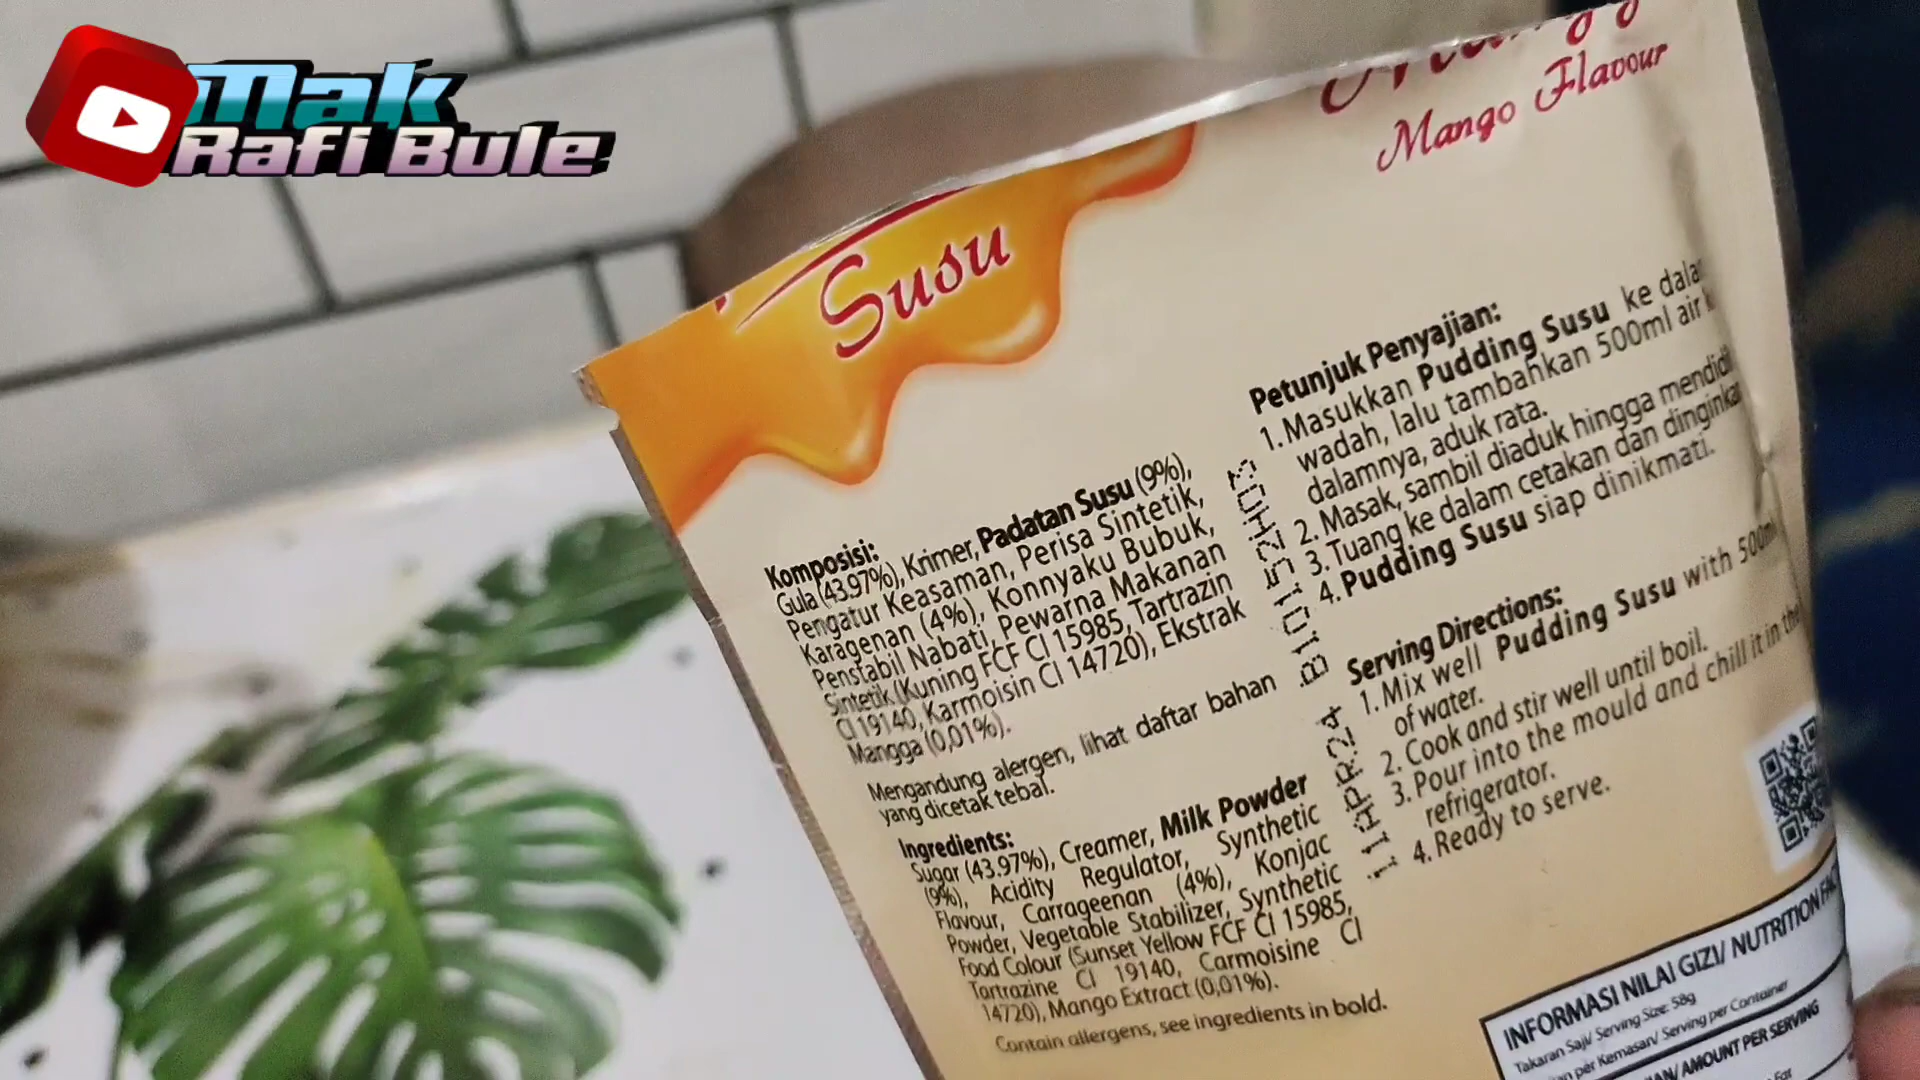 Mak
Rafi Bule
Mango Flavour
Susu
Komposisi:
Gula (43.97%), Krimer, Padatan Susu (9%),
Pengatur Keasaman, Perisa Sintetik,
Karagenan (4%), Konnyaku Bubuk,
Penstabil Nabati, Pewarna Makanan
Sintetik (Kuning FCF CI 15985, Tartrazin
CI 19140, Karmoisin CI 14720), Ekstrak
Mangga (0,01%).
Mengandung alergen, lihat daftar bahan
yang dicetak tebal.
Ingredients:
Sugar (43.97%), Creamer, Milk Powder
(9%), Acidity Regulator, Synthetic
Flavour, Carrageenan (4%), Konjac
Powder, Vegetable Stabilizer, Synthetic
Food Colour (Sunset Yellow FCF CI 15985,
Tartrazine CI 19140, Carmoisine CI
14720), Mango Extract (0,01%).
Contain allergens, see ingredients in bold.
11APR24
Petunjuk Penyajian:
1. Masukkan Pudding Susu ke
wadah, lalu tambahkan 500ml air
dalamnya, aduk rata.
2. Masak, sambil diaduk hingga
3. Tuang ke dalam cetakan dan
4. Pudding Susu siap dinikmati.
Serving Directions:
1. Mix well Pudding Susu with
of water.
2. Cook and stir well until boil.
3. Pour into the mould and chill it in the
refrigerator.
4. Ready to serve.
INFORMASI NILAI GIZI/ NUTRITION
Takaran Saji/ Serving Size: 58g
per Kemasan/ Serving per Container
AMOUNT PER SERVING